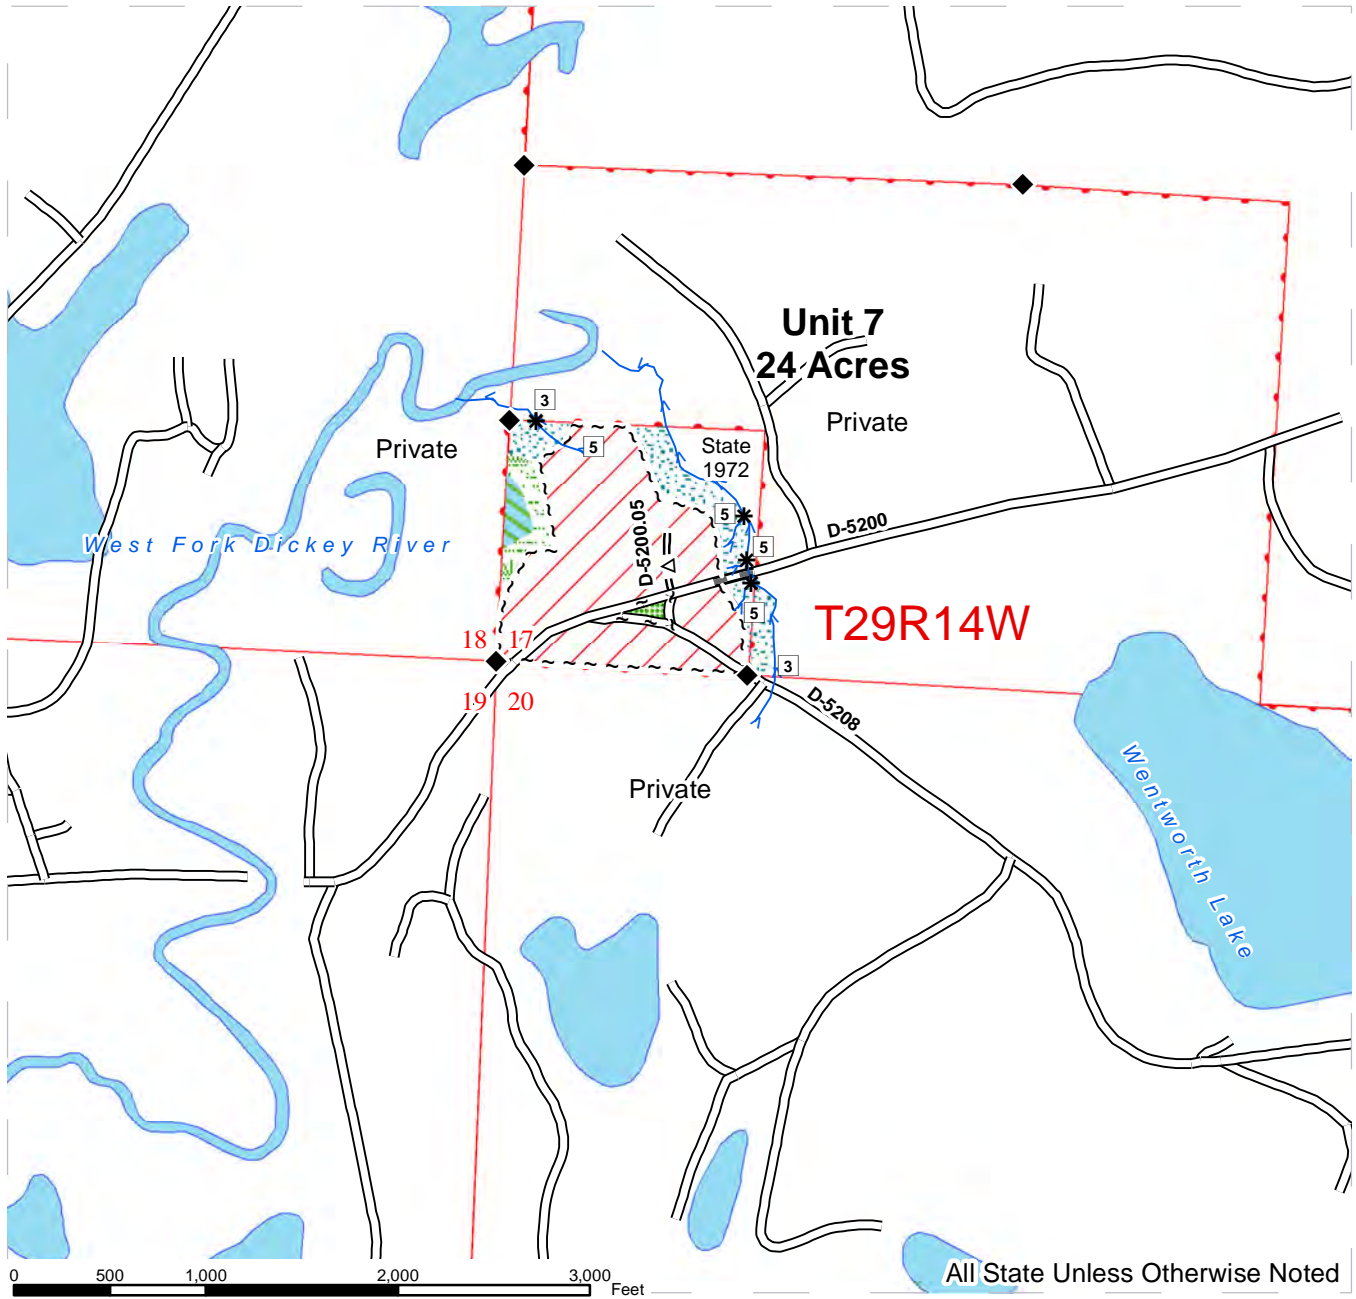 Unit 7
24 Acres
3
Private
Private
State
1972
5
5
D-5200
West Fork Dickey River
D-5200.05
5
5
T29R14W
18 17
3
19 20
D-5208
Private
Wentworth Lake
All State Unless Otherwise Noted
0 500 1,000 2,000 3,000
Feet